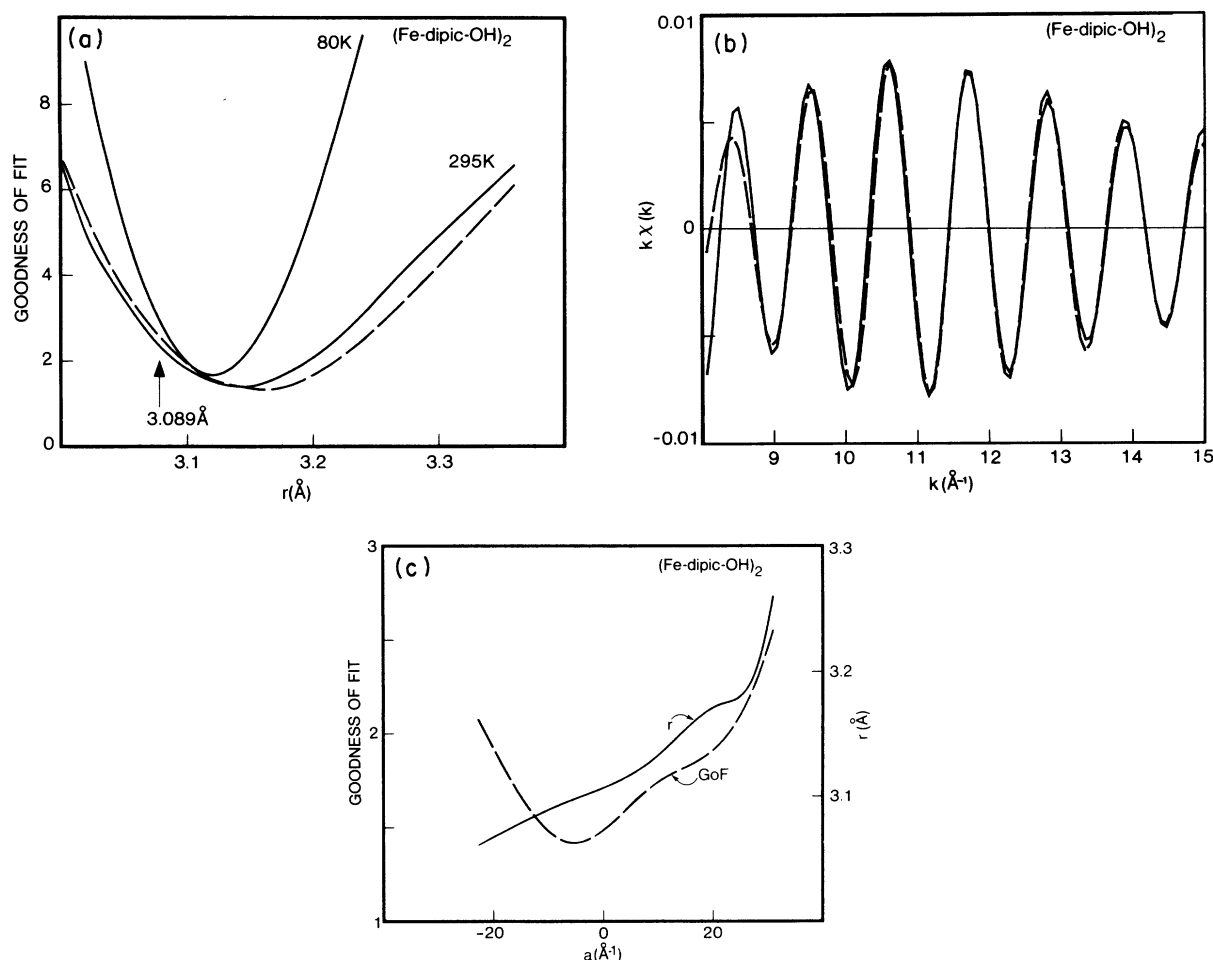 (a)
(Fe-dipic-OH)2
80K
295K
3.089Å
GOODNESS OF FIT
8
6
4
2
0
3.1
3.2
3.3
r(Å)
(b)
(Fe-dipic-OH)2
0.01
0
-0.01
kχ(k)
9
10
11
12
13
14
15
k(Å⁻¹)
(c)
(Fe-dipic-OH)2
3
2
1
GOODNESS OF FIT
r
GoF
3.3
3.2
3.1
r(Å)
-20
0
20
a(Å⁻¹)